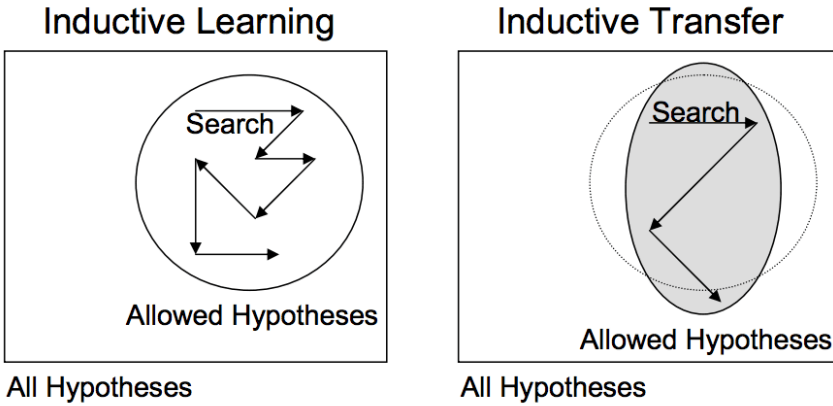 Inductive Learning
Search
Allowed Hypotheses
All Hypotheses
Inductive Transfer
Search
Allowed Hypotheses
All Hypotheses